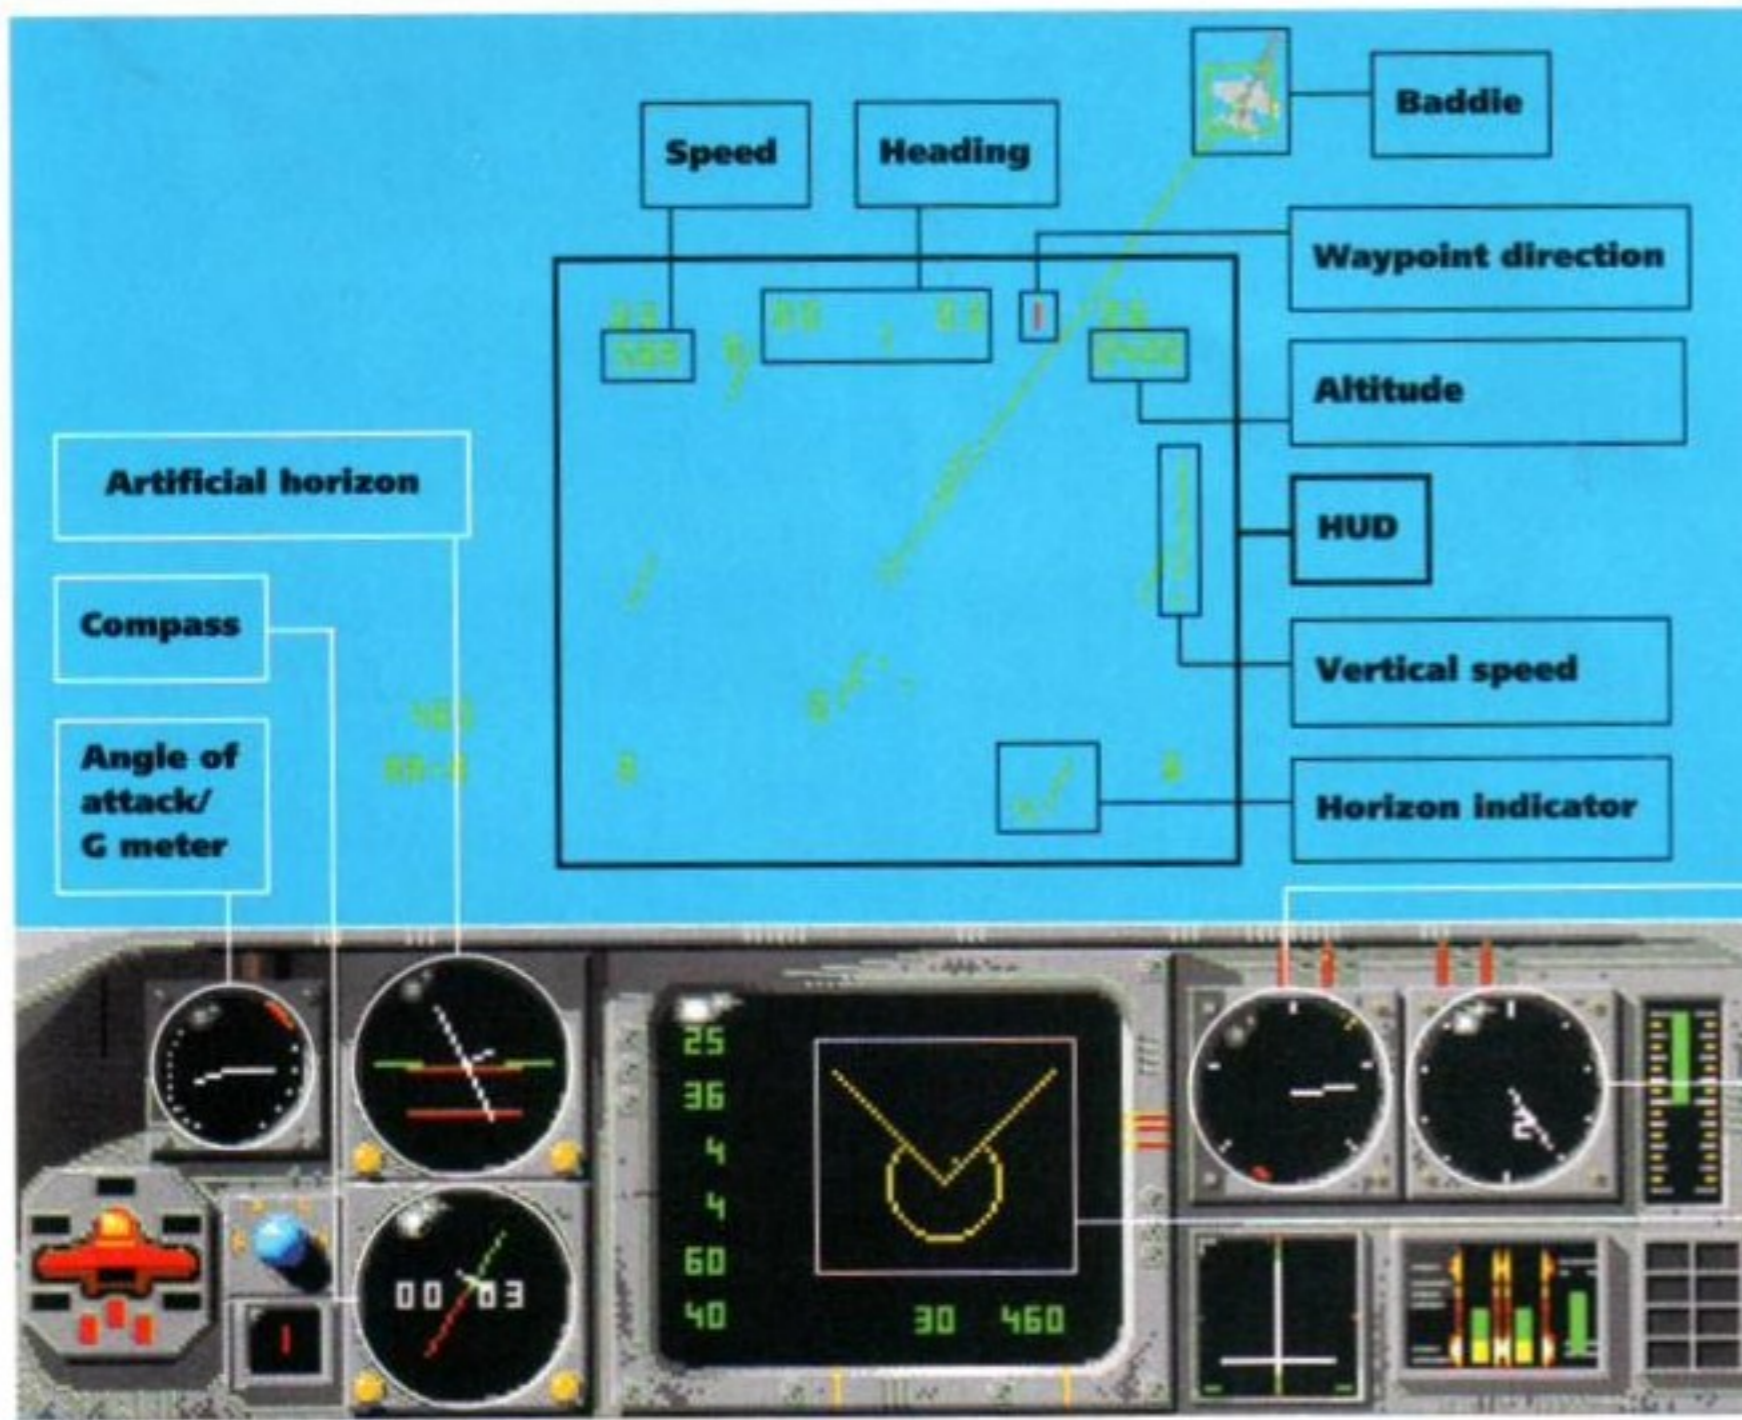 Baddie
Speed
Heading
Waypoint direction
Altitude
Artificial horizon
HUD
Compass
Vertical speed
Angle of
attack/
G meter
Horizon indicator
25
36
4
4
60
40
30 460
00 03